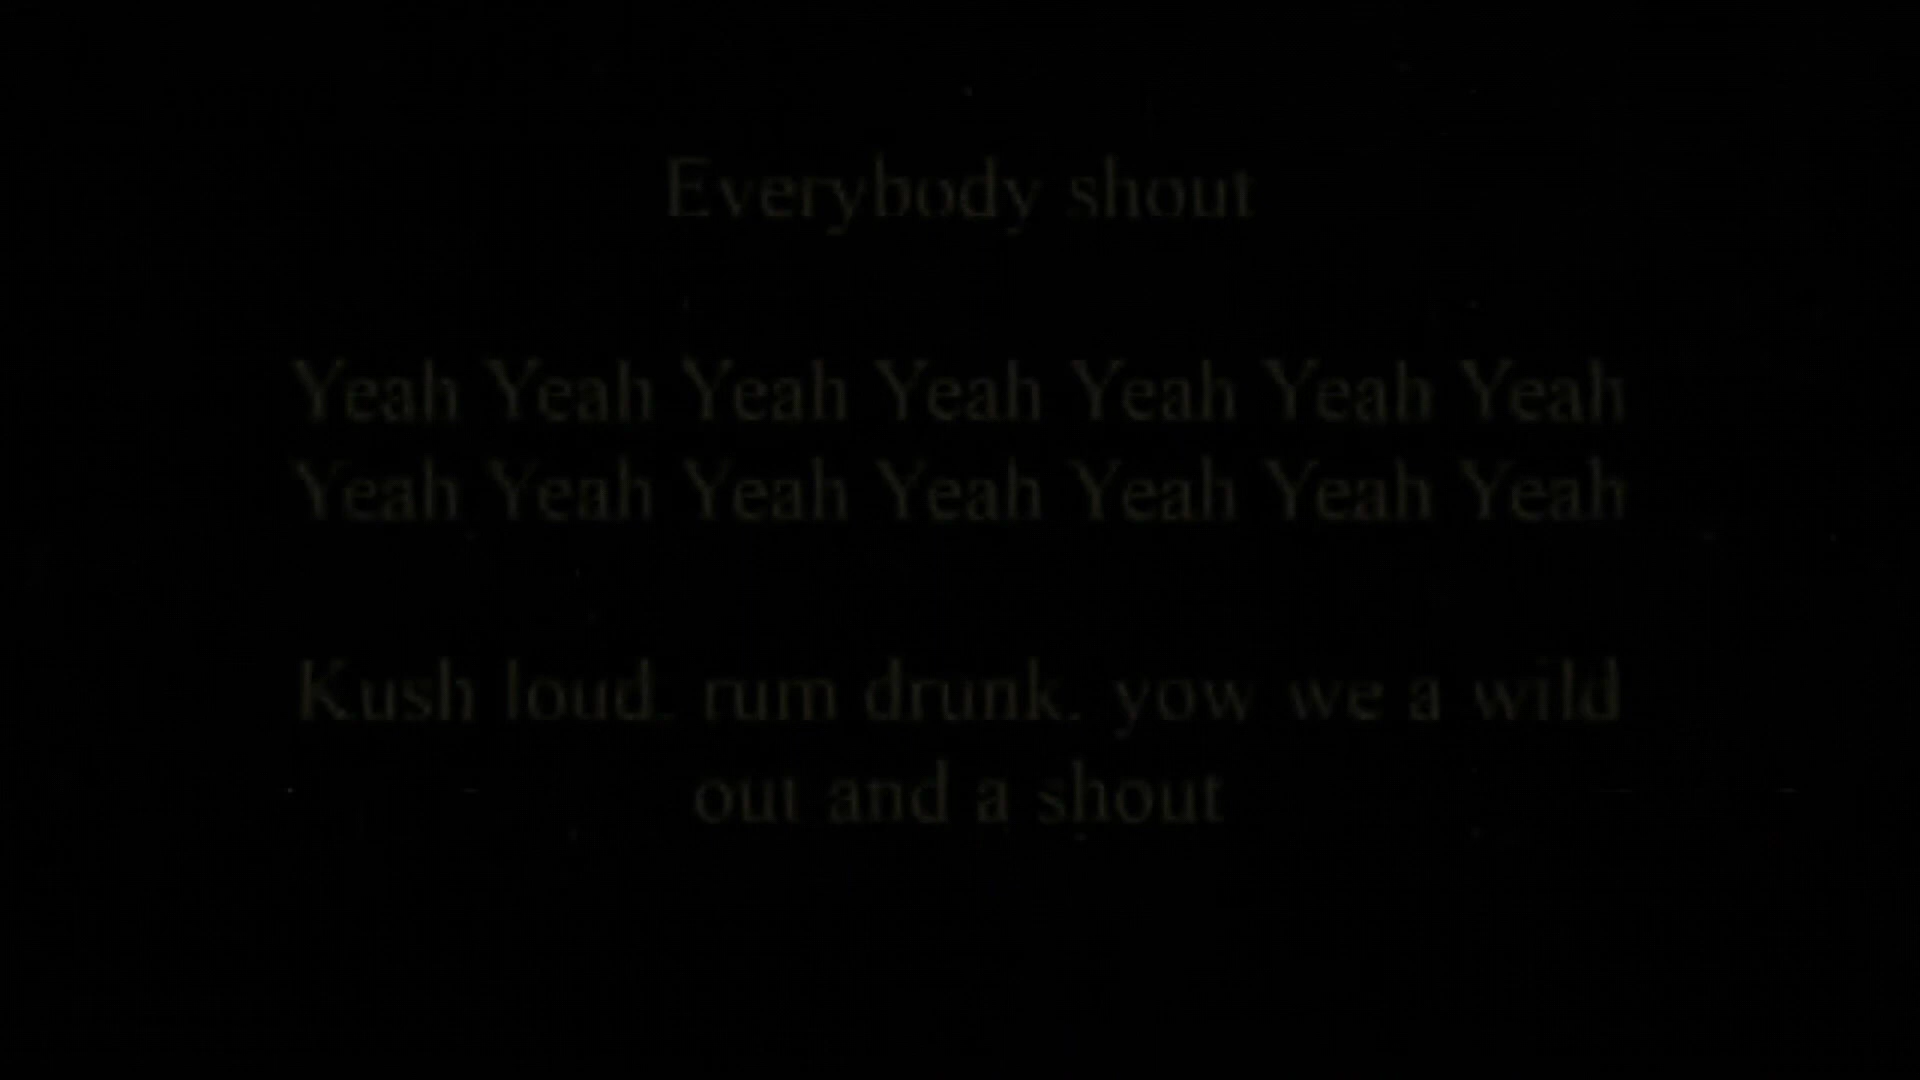 Everybody shout
Yeah Yeah Yeah Yeah Yeah Yeah Yeah
Yeah Yeah Yeah Yeah Yeah Yeah Yeah
Kush loud, rum drunk, yow we a wild
out and a shout